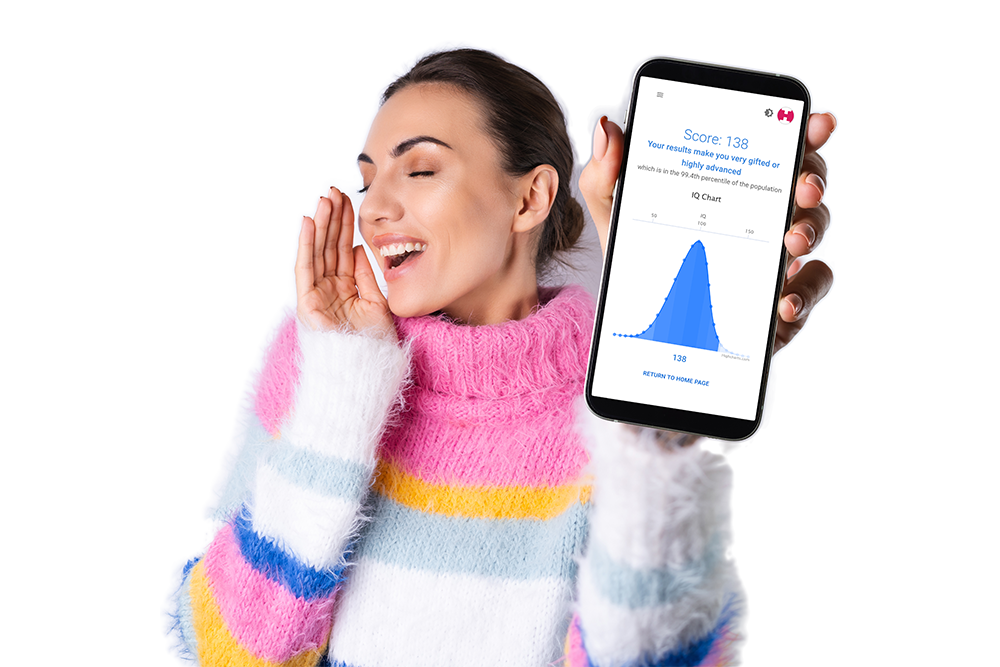 Score: 138
Your results make you very gifted or
highly advanced
which is in the 99.4th percentile of the population
IQ Chart
IQ
50 100 150
138
RETURN TO HOME PAGE